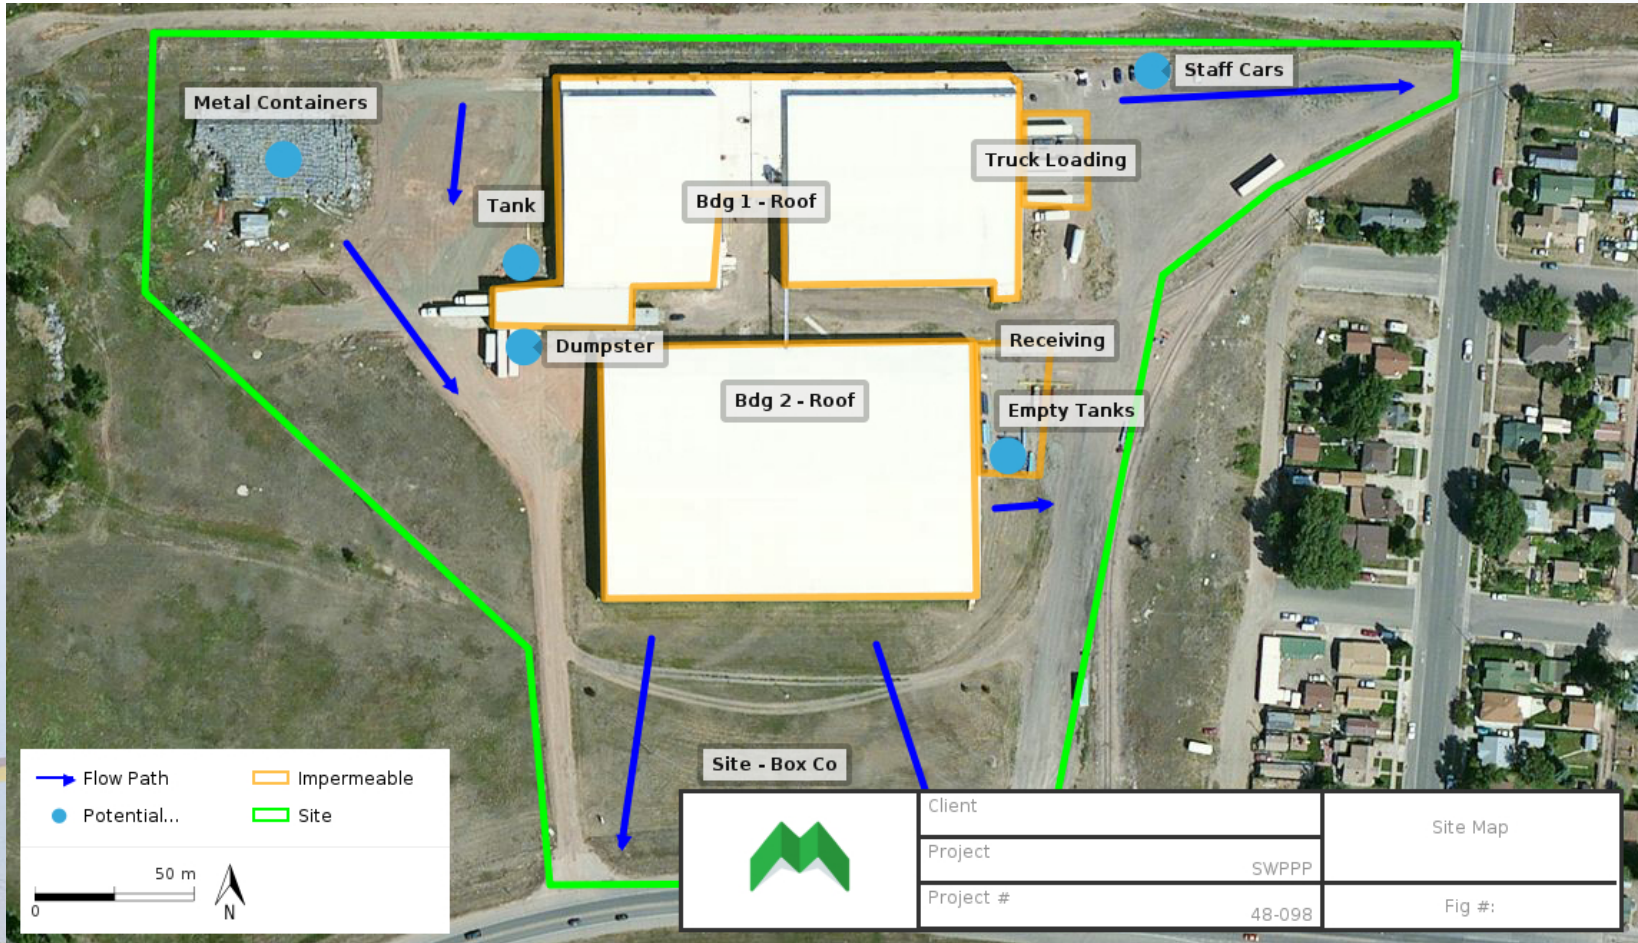 Staff Cars
Metal Containers
Truck Loading
Bdg 1 - Roof
Tank
Receiving
Dumpster
Bdg 2 - Roof
Empty Tanks
Site - Box Co
Flow Path
Impermeable
Potential...
Site
50 m
0
N
Client
Site Map
Project
SWPPP
Project #
48-098
Fig #: